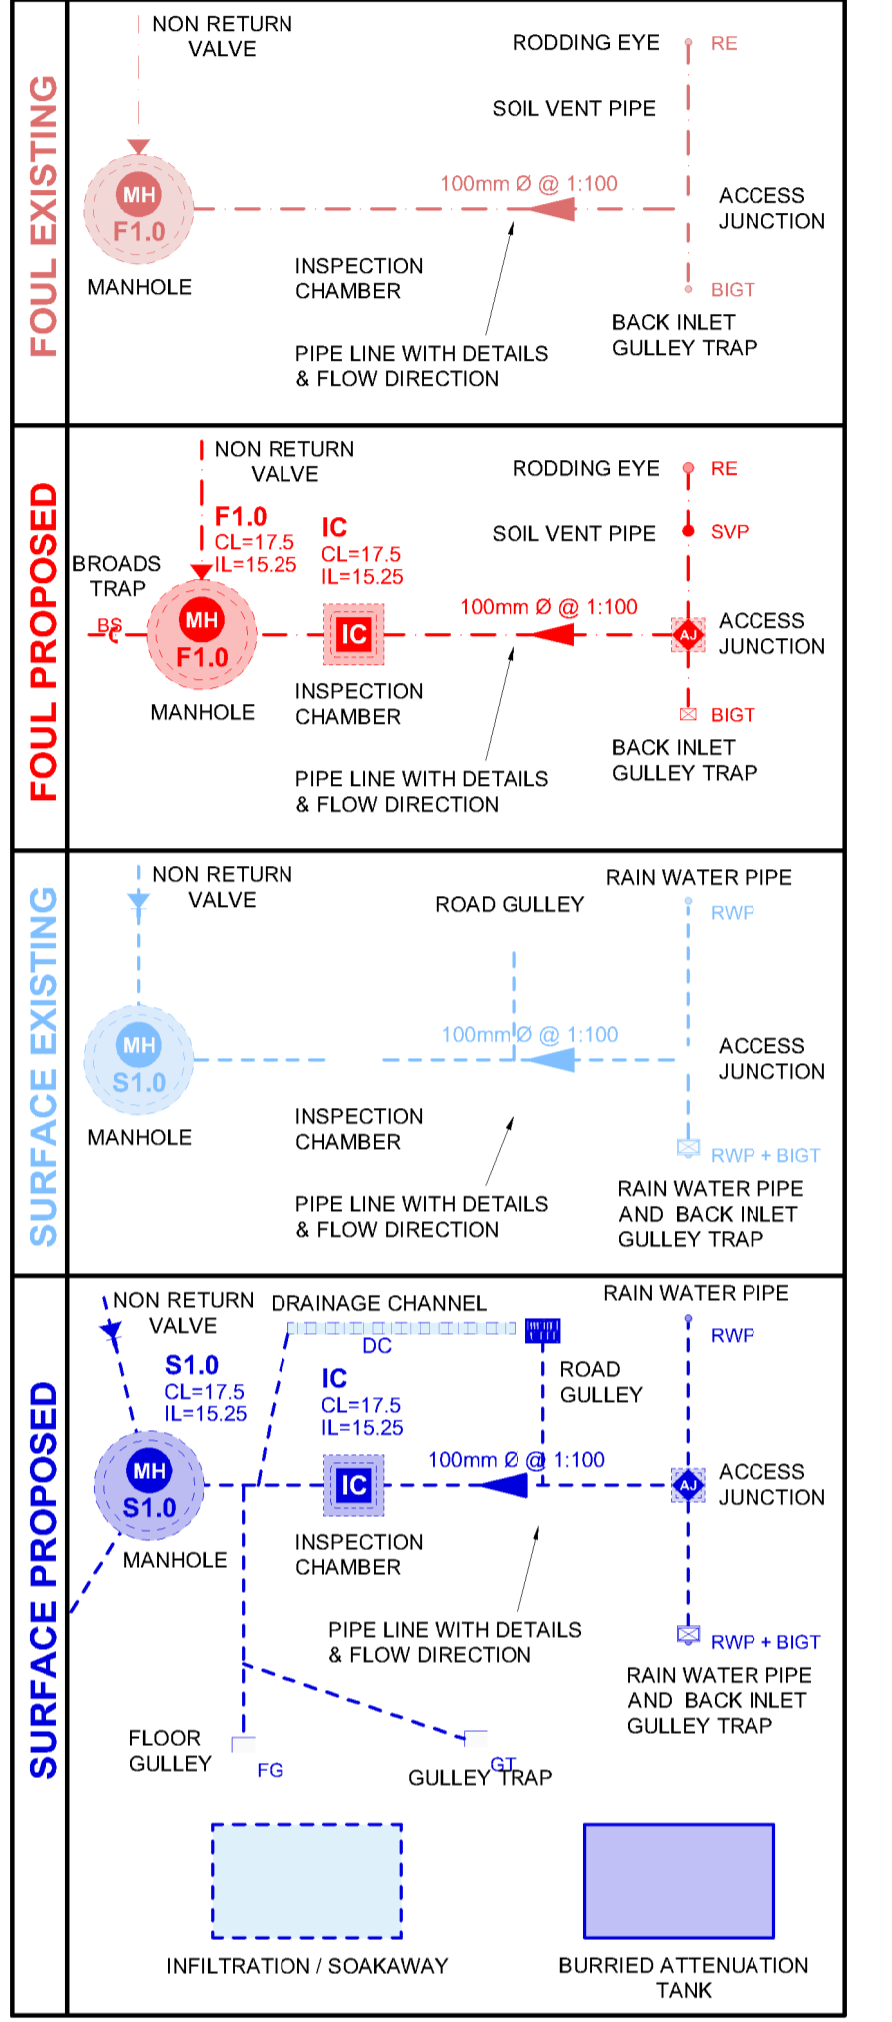 FOUL EXISTING
NON RETURN
VALVE
RODDING EYE
RE
SOIL VENT PIPE
100mm Ø @ 1:100
MH
F1.0
ACCESS
JUNCTION
MANHOLE
INSPECTION
CHAMBER
BIGT
BACK INLET
GULLEY TRAP
PIPE LINE WITH DETAILS
& FLOW DIRECTION
FOUL PROPOSED
NON RETURN
VALVE
RODDING EYE
RE
F1.0
CL=17.5
IL=15.25
IC
CL=17.5
IL=15.25
SOIL VENT PIPE
SVP
BROADS
TRAP
BS
MH
F1.0
IC
100mm Ø @ 1:100
AJ
ACCESS
JUNCTION
MANHOLE
INSPECTION
CHAMBER
BIGT
BACK INLET
GULLEY TRAP
PIPE LINE WITH DETAILS
& FLOW DIRECTION
SURFACE EXISTING
NON RETURN
VALVE
ROAD GULLEY
RAIN WATER PIPE
RWP
100mm Ø @ 1:100
MH
S1.0
ACCESS
JUNCTION
MANHOLE
INSPECTION
CHAMBER
RWP + BIGT
PIPE LINE WITH DETAILS
& FLOW DIRECTION
RAIN WATER PIPE
AND BACK INLET
GULLEY TRAP
SURFACE PROPOSED
NON RETURN
VALVE
DRAINAGE CHANNEL
DC
RAIN WATER PIPE
RWP
S1.0
CL=17.5
IL=15.25
IC
CL=17.5
IL=15.25
ROAD
GULLEY
100mm Ø @ 1:100
MH
S1.0
IC
AJ
ACCESS
JUNCTION
MANHOLE
INSPECTION
CHAMBER
PIPE LINE WITH DETAILS
& FLOW DIRECTION
RWP + BIGT
RAIN WATER PIPE
AND BACK INLET
GULLEY TRAP
FLOOR
GULLEY
FG
GT
GULLEY TRAP
INFILTRATION / SOAKAWAY
BURRIED ATTENUATION
TANK